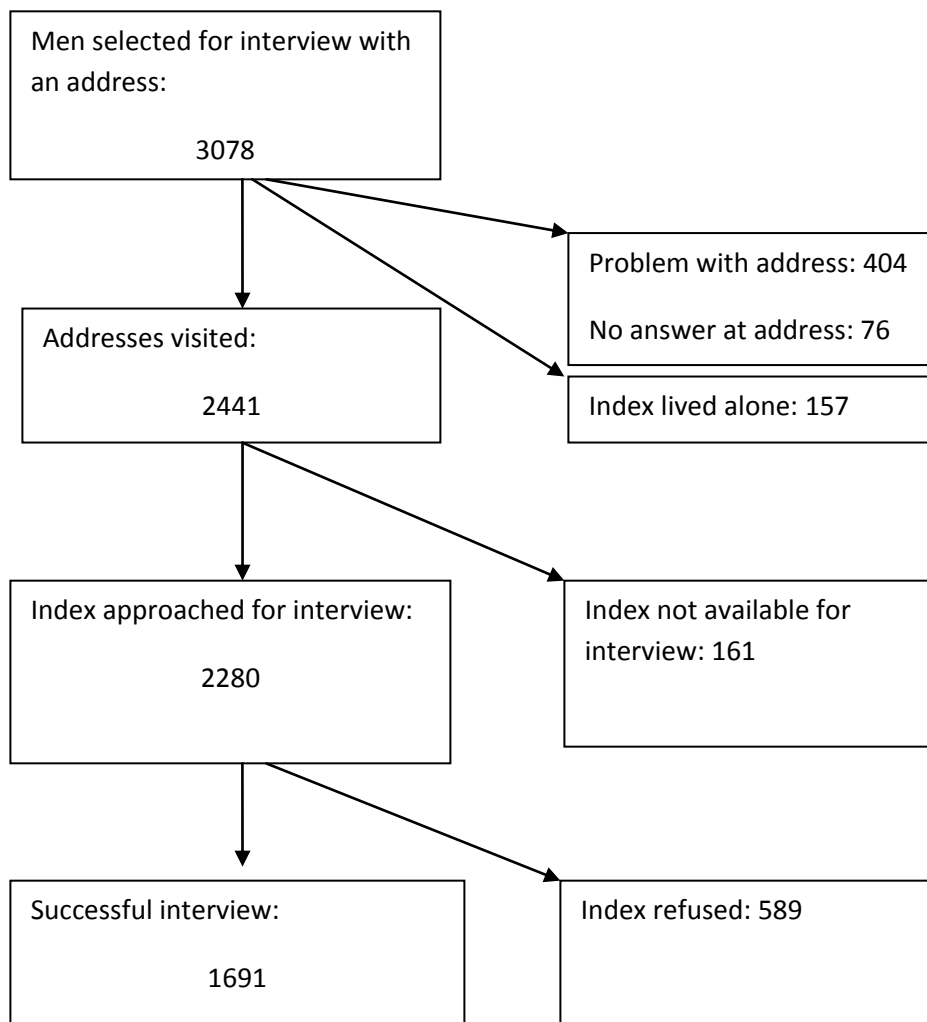 Men selected for interview with
an address:
3078
Problem with address: 404
No answer at address: 76
Addresses visited:
2441
Index lived alone: 157
Index approached for interview:
2280
Index not available for
interview: 161
Successful interview:
1691
Index refused: 589